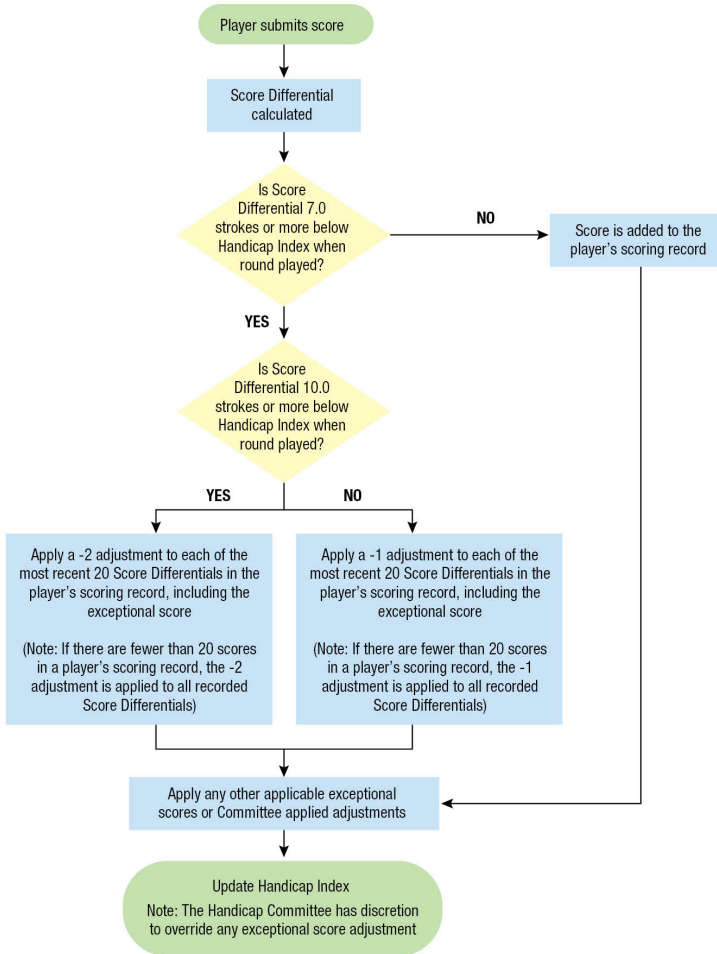 Player submits score
Score Differential
calculated
Is Score
Differential 7.0
strokes or more below
Handicap Index when
round played?
NO
Score is added to the
player's scoring record
YES
Is Score
Differential 10.0
strokes or more below
Handicap Index when
round played?
YES
NO
Apply a -2 adjustment to each of the
most recent 20 Score Differentials in the
player's scoring record, including the
exceptional score
(Note: If there are fewer than 20 scores
in a player's scoring record, the -2
adjustment is applied to all recorded
Score Differentials)
Apply a -1 adjustment to each of the
most recent 20 Score Differentials in the
player's scoring record, including the
exceptional score
(Note: If there are fewer than 20 scores
in a player's scoring record, the -1
adjustment is applied to all recorded
Score Differentials)
Apply any other applicable exceptional
scores or Committee applied adjustments
Update Handicap Index
Note: The Handicap Committee has discretion
to override any exceptional score adjustment